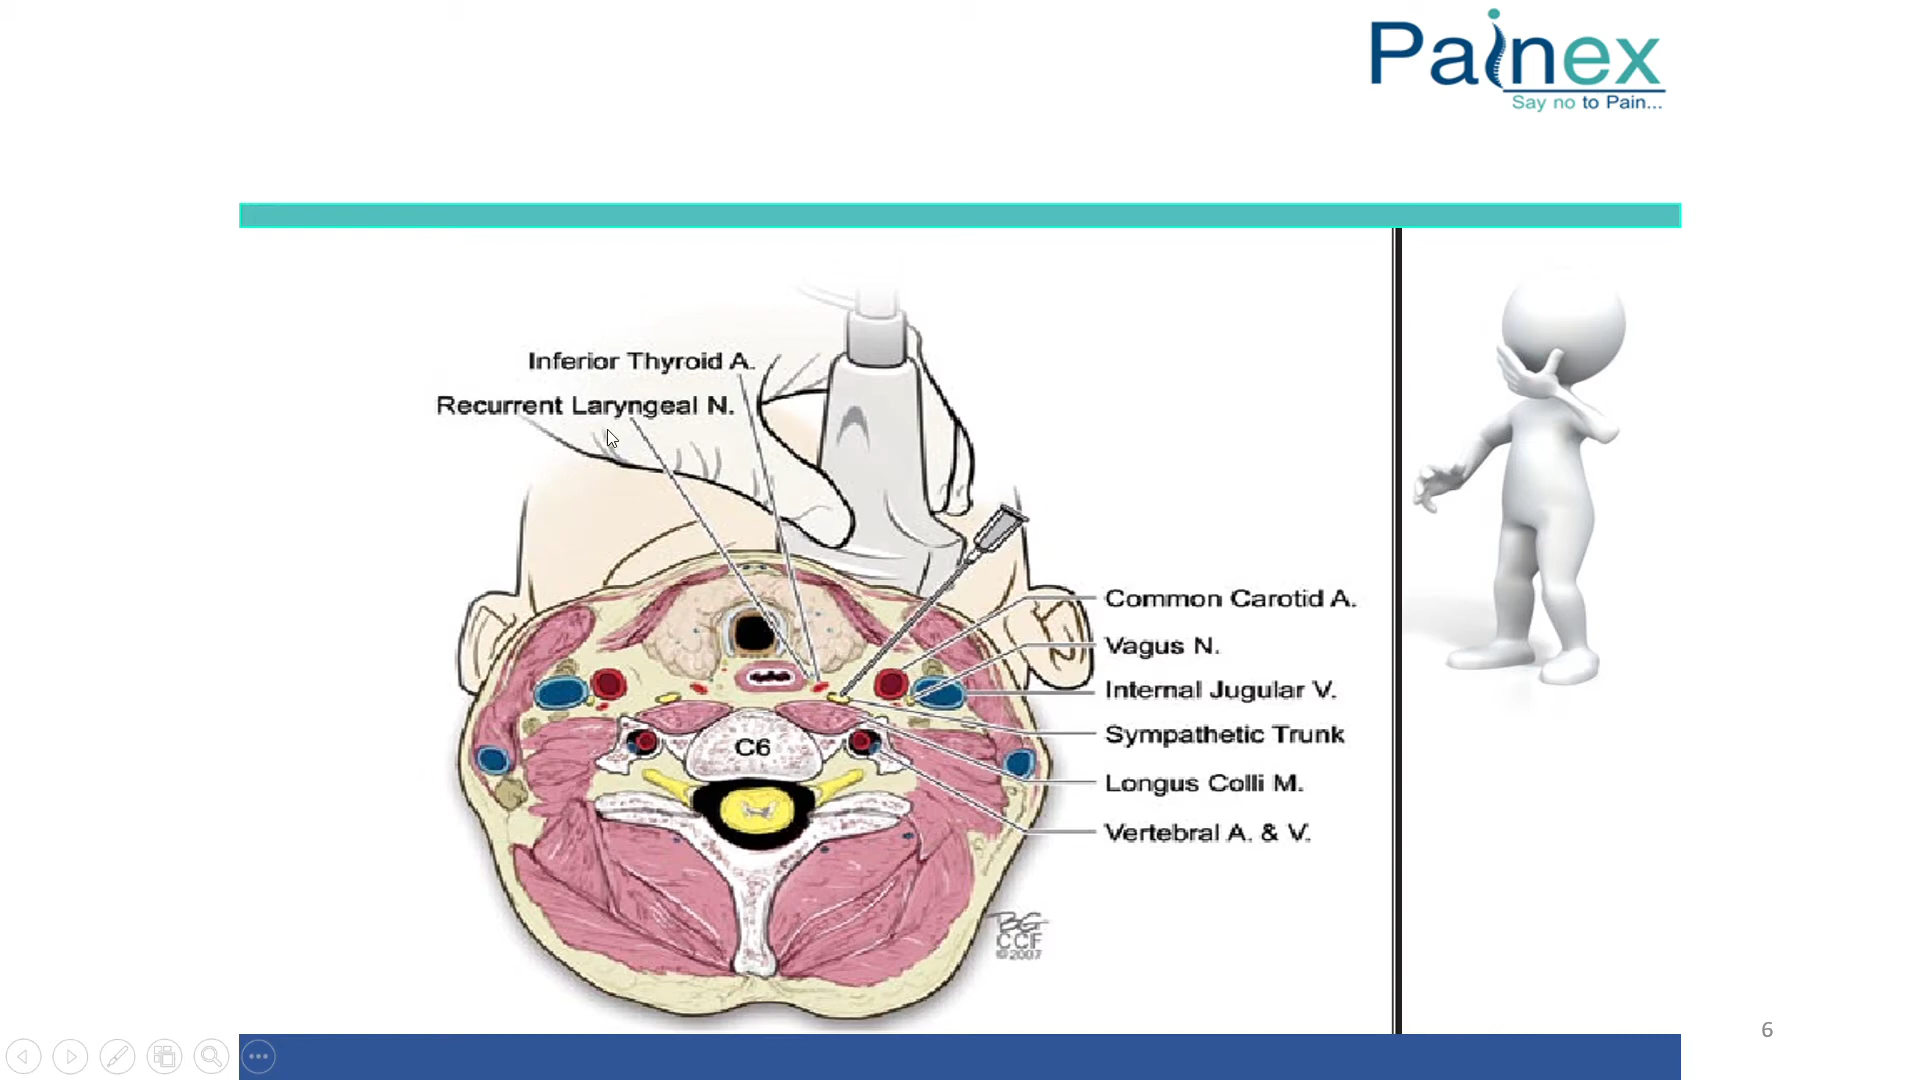 Painex
Say no to Pain...
Inferior Thyroid A.
Recurrent Laryngeal N.
Common Carotid A.
Vagus N.
Internal Jugular V.
Sympathetic Trunk
Longus Colli M.
Vertebral A. & V.
C6
CCF
©2007
6